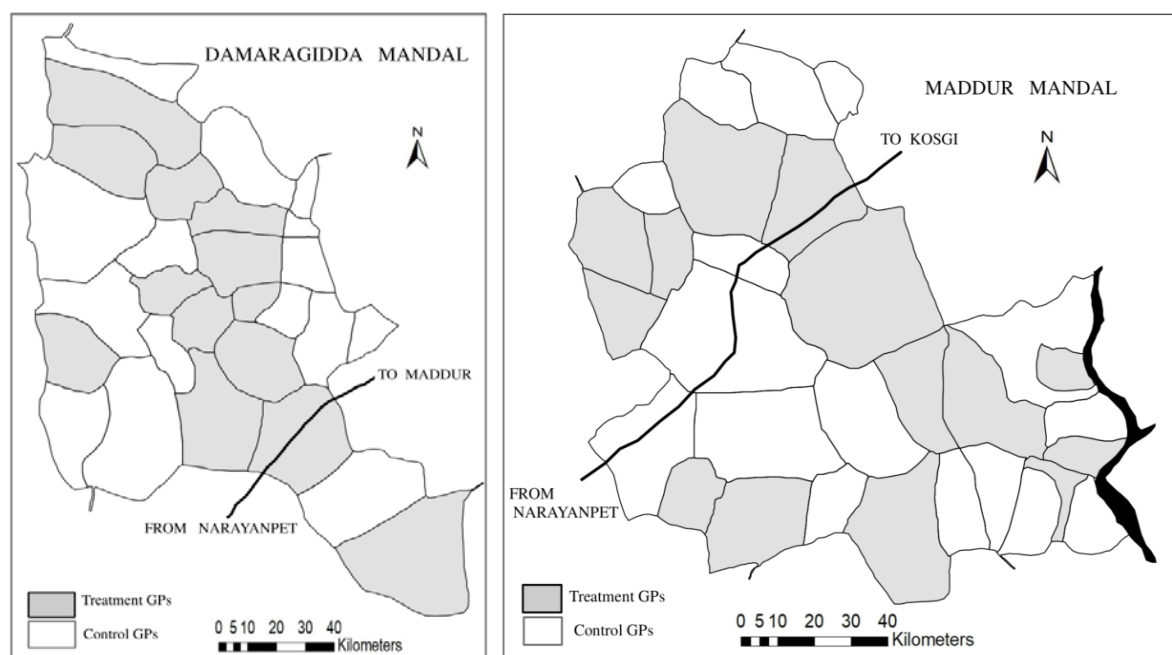 DAMARAGIDDA MANDAL
N
TO MADDUR
FROM NARAYANPET
Treatment GPs
Control GPs
0 5 10 20 30 40
Kilometers
MADDUR MANDAL
TO KOSGI
N
FROM
NARAYANPET
Treatment GPs
Control GPs
0 5 10 20 30 40
Kilometers